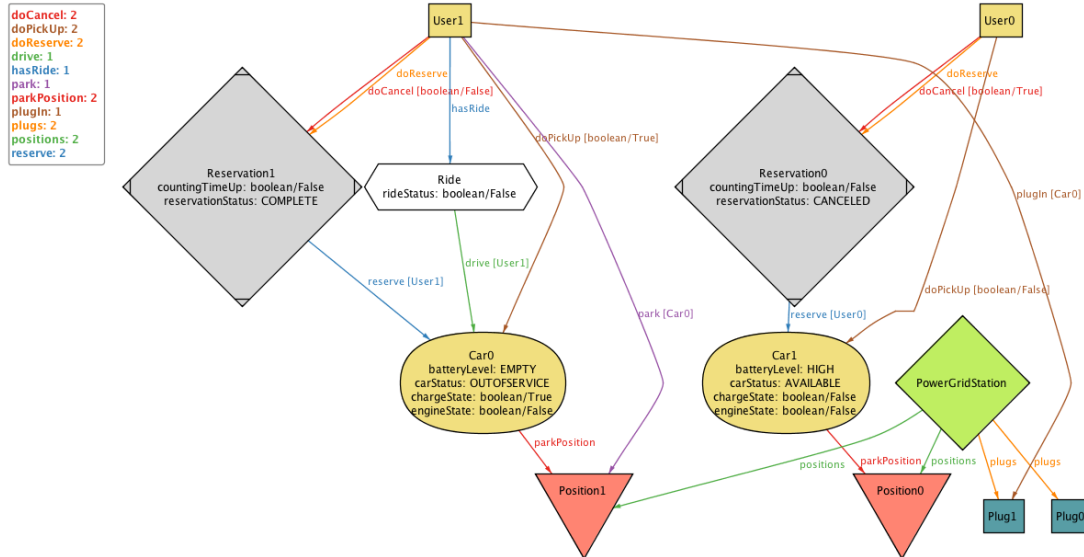 doCancel: 2
doPickUp: 2
doReserve: 2
drive: 1
hasRide: 1
park: 1
parkPosition: 2
plugIn: 1
plugs: 2
positions: 2
reserve: 2
User1
User0
doReserve
doCancel [boolean/False]
hasRide
doPickUp [boolean/True]
doReserve
doCancel [boolean/True]
Reservation1
countingTimeUp: boolean/False
reservationStatus: COMPLETE
Ride
rideStatus: boolean/False
Reservation0
countingTimeUp: boolean/False
reservationStatus: CANCELED
plugIn [Car0]
reserve [User1]
drive [User1]
park [Car0]
doPickUp [boolean/False]
reserve [User0]
Car0
batteryLevel: EMPTY
carStatus: OUTOFSERVICE
chargeState: boolean/True
engineState: boolean/False
Car1
batteryLevel: HIGH
carStatus: AVAILABLE
chargeState: boolean/False
engineState: boolean/False
PowerGridStation
parkPosition
positions
parkPosition
positions
plugs
plugs
Position1
Position0
Plug1
Plug0